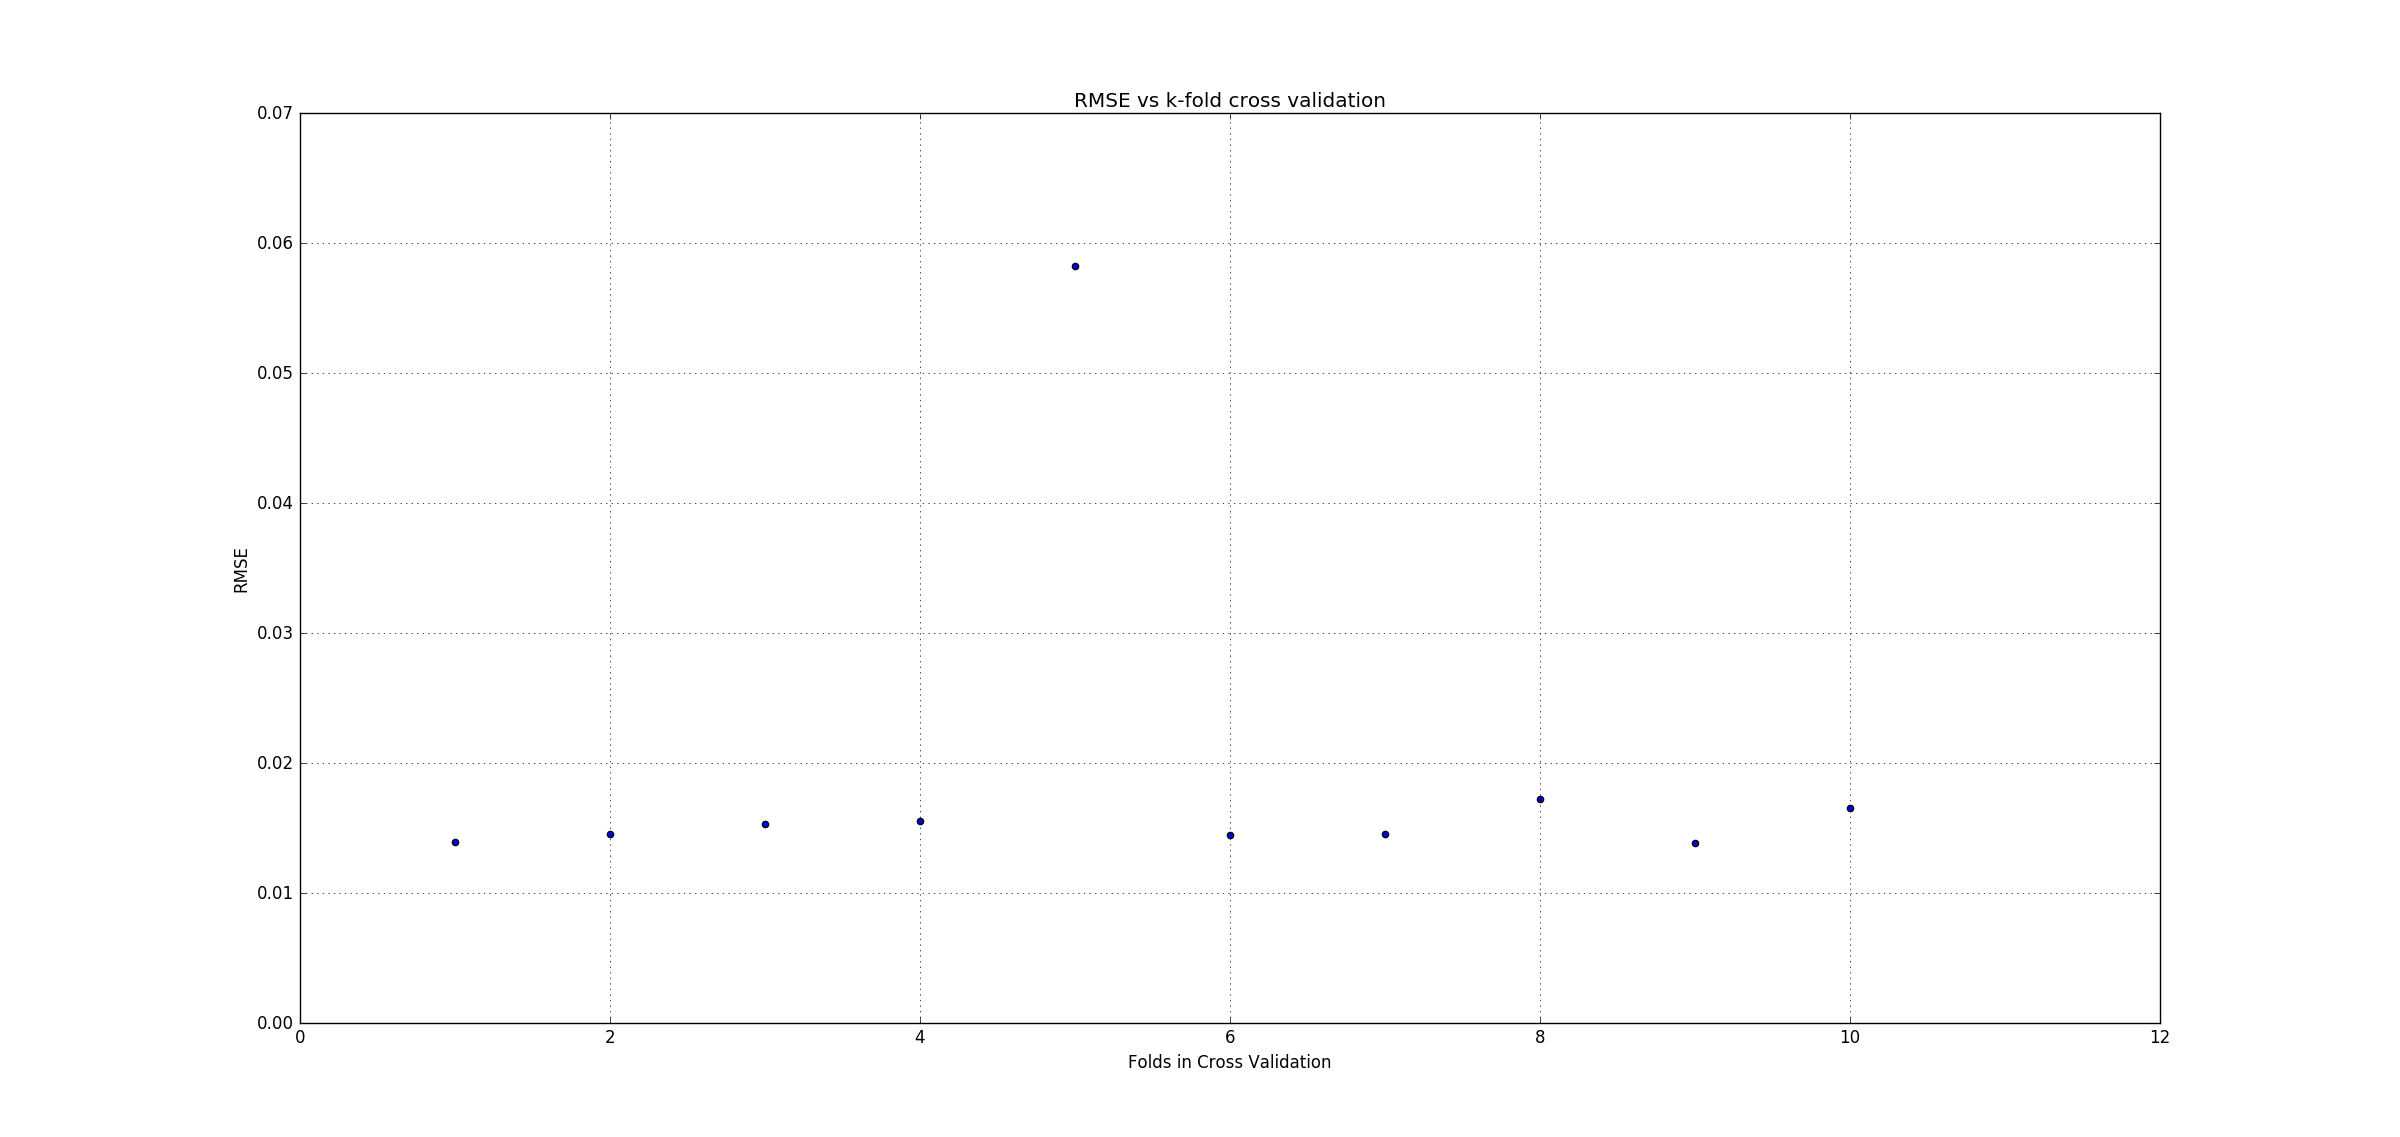 RMSE vs k-fold cross validation
0.07
0.06
0.05
0.04
0.03
0.02
0.01
0.00
RMSE
0 2 4 6 8 10 12
Folds in Cross Validation